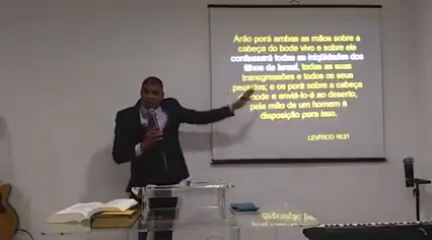 Arão porá ambas as mãos sobre a
cabeça do bode vivo e sobre ele
confessará todas as iniqüidades dos
filhos de Israel, todas as suas
transgressões e todos os seus
pecados; e os porá sobre a cabeça
bode e enviá-lo-á ao deserto,
pela mão de um homem à
disposição para isso.
LEVÍTICO 16:21